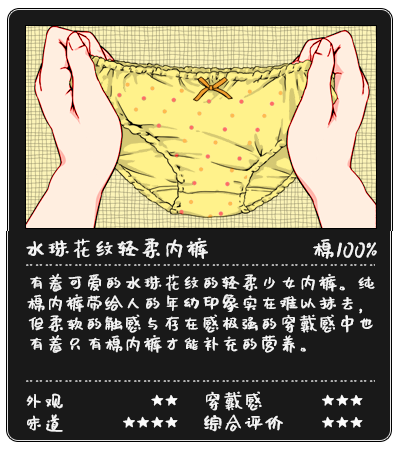 水珠花纹轻柔内裤 棉100%
有着可爱的水珠花纹的轻柔少女内裤。纯
棉内裤带给人的年幼印象实在难以抹去，
但柔软的触感与存在感极强的穿戴感中也
有着只有棉内裤才能补充的营养。
外观 ★★ 穿戴感 ★★★
味道 ★★★★ 综合评价 ★★★